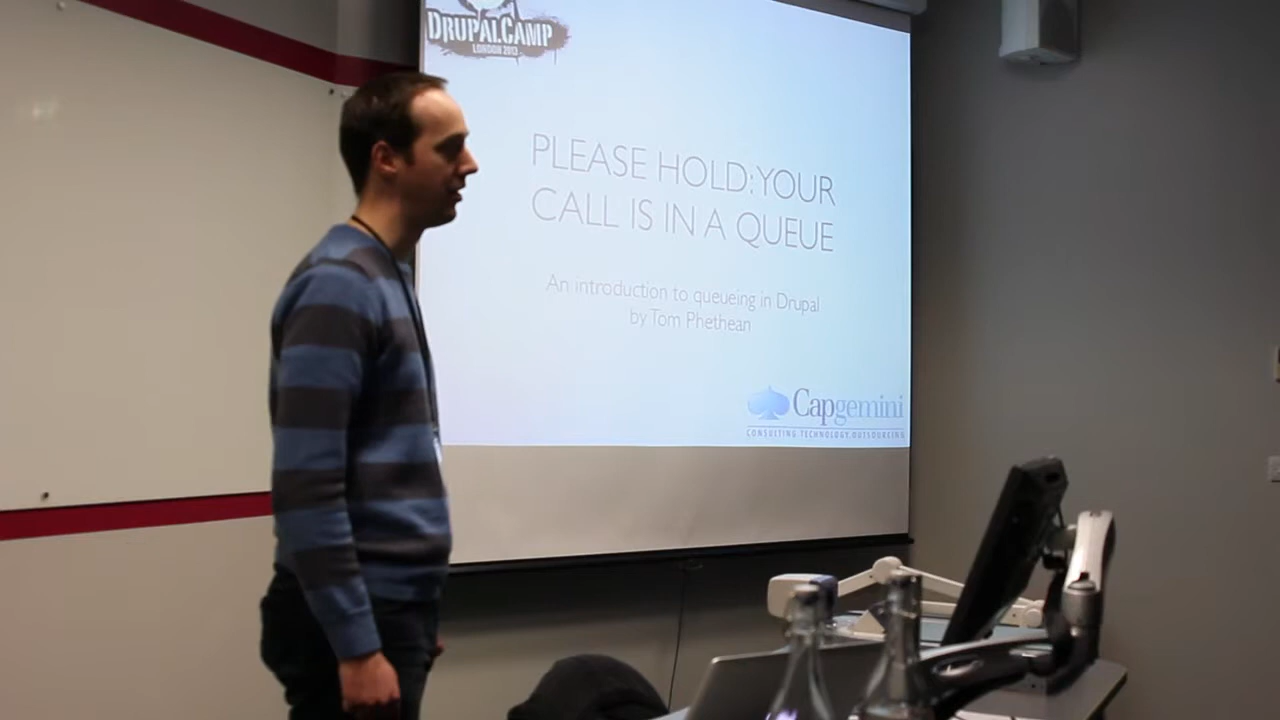 DRUPALCAMP
LONDON 2013
PLEASE HOLD: YOUR
CALL IS IN A QUEUE
An introduction to queueing in Drupal
by Tom Phethean
Capgemini
CONSULTING.TECHNOLOGY.OUTSOURCING